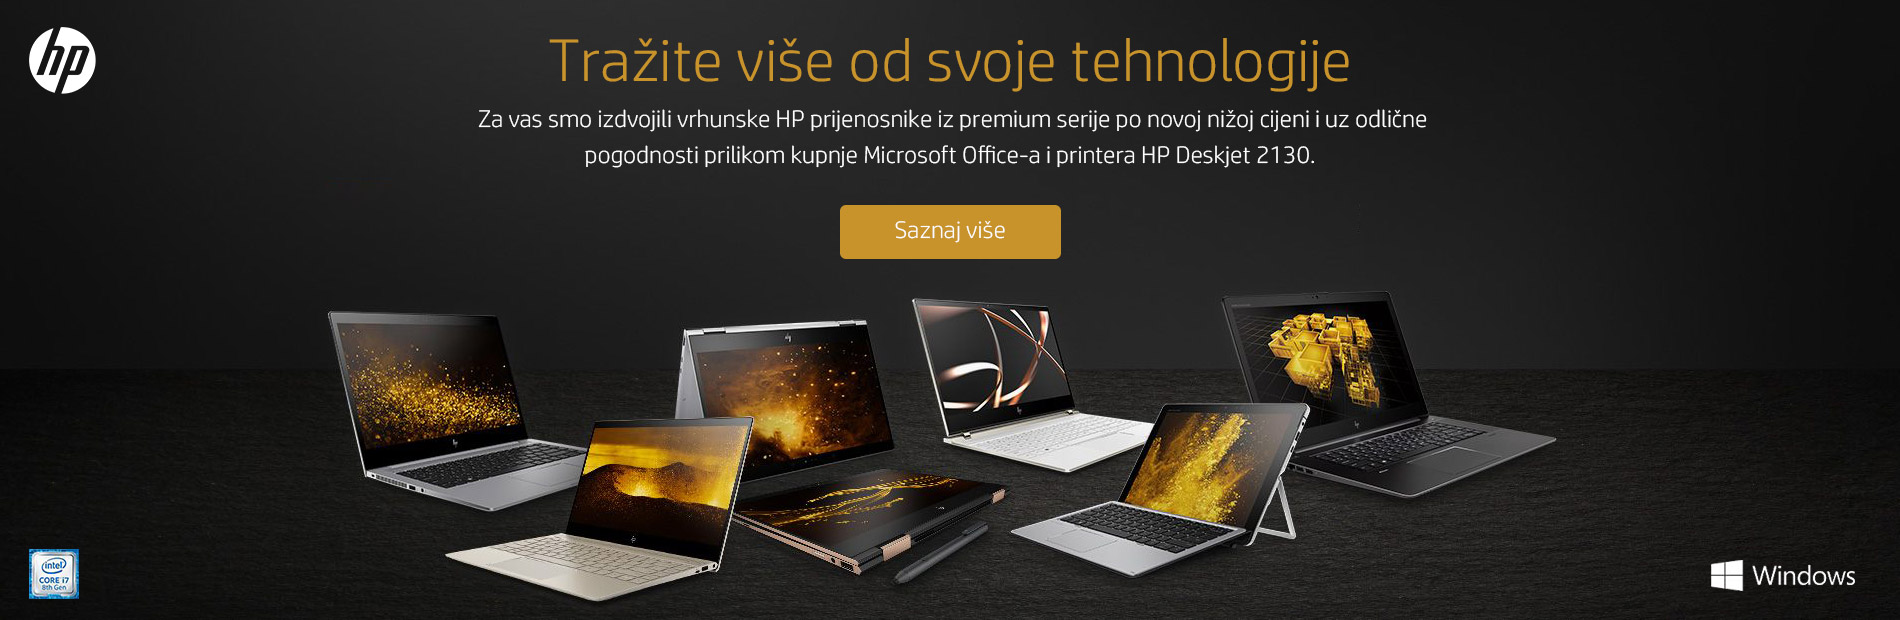 hp
Tražite više od svoje tehnologije
Za vas smo izdvojili vrhunske HP prijenosnike iz premium serije po novoj nižoj cijeni i uz odlične
pogodnosti prilikom kupnje Microsoft Office-a i printera HP Deskjet 2130.
Saznaj više
intel
CORE i7
8th Gen
Windows